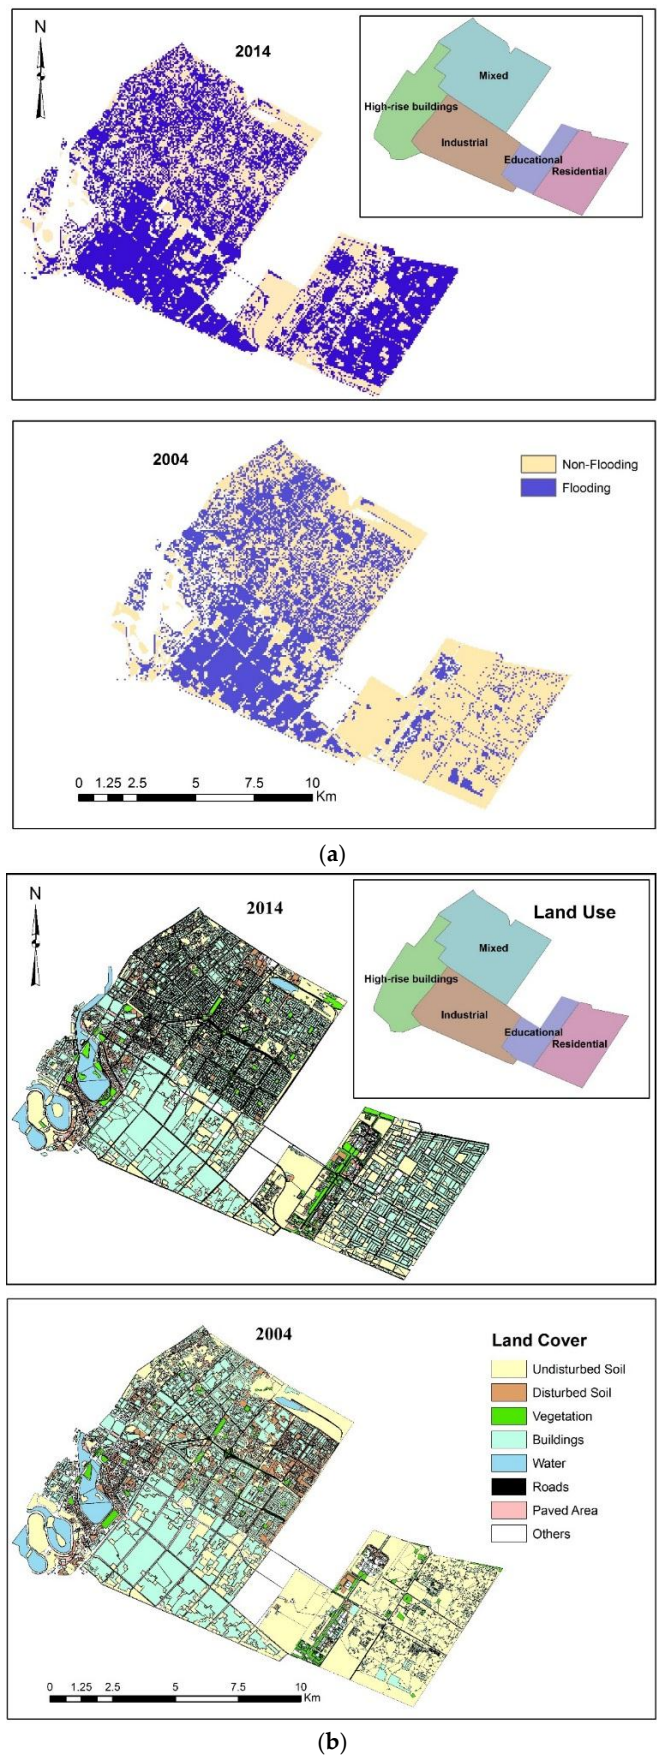 N
2014
Mixed
High-rise buildings
Industrial
Educational
Residential
2004
Non-Flooding
Flooding
0 1.25 2.5 5 7.5 10
Km
(a)
N
2014
Land Use
Mixed
High-rise buildings
Industrial
Educational
Residential
2004
Land Cover
Undisturbed Soil
Disturbed Soil
Vegetation
Buildings
Water
Roads
Paved Area
Others
0 1.25 2.5 5 7.5 10
Km
(b)